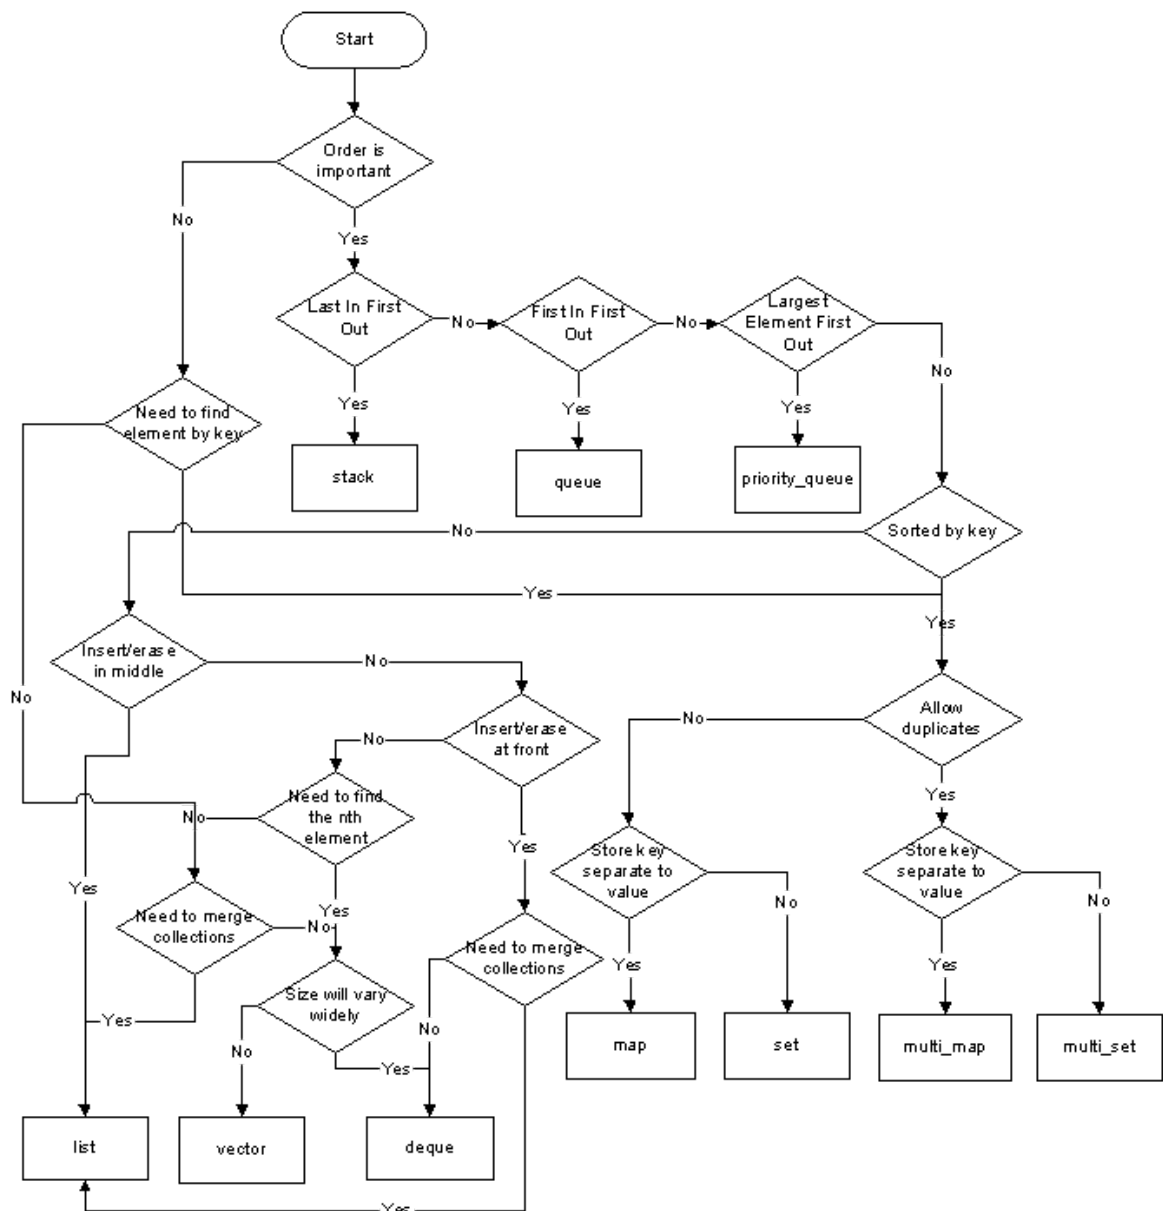 Start
Order is
important
No
Yes
Last In First
Out
No
First In First
Out
No
Largest
Element First
Out
No
Need to find
element by key
Yes
Yes
Yes
stack
queue
priority_queue
No
Sorted by key
Yes
Yes
Insert/erase
in middle
No
No
Insert/erase
at front
No
No
Allow
duplicates
Need to find
the nth
element
No
Yes
Yes
Store key
separate to
value
Store key
separate to
value
Yes
Yes
No
No
Need to merge
collections
No
Need to merge
collections
Yes
Yes
Size will vary
widely
Yes
No
No
Yes
map
set
multi_map
multi_set
list
vector
deque
Yes